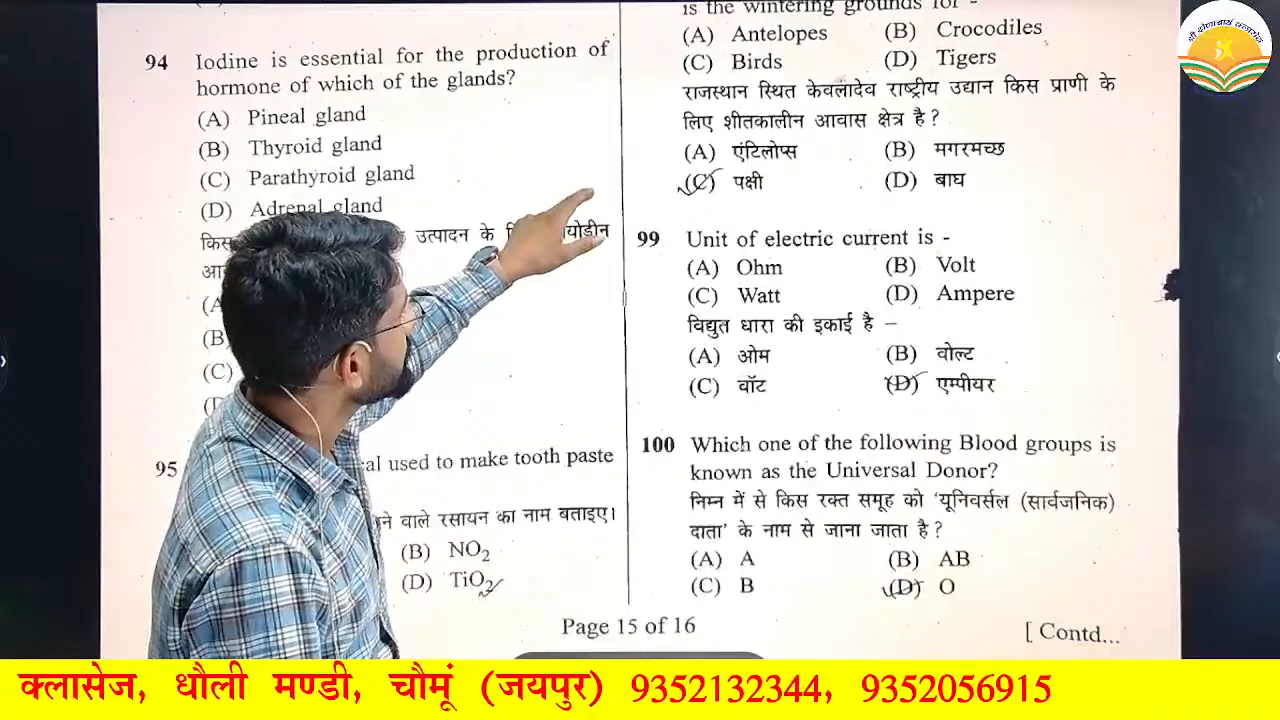 94 Iodine is essential for the production of
hormone of which of the glands?
(A) Pineal gland
(B) Thyroid gland
(C) Parathyroid gland
(D) Adrenal gland
उत्पादन के
95
used to make tooth paste
वाले रसायन का नाम बताइए।
(B) NO₂
(D) TiO₂
is the wintering grounds for -
(A) Antelopes (B) Crocodiles
(C) Birds (D) Tigers
राजस्थान स्थित केवलादेव राष्ट्रीय उद्यान किस प्राणी के
लिए शीतकालीन आवास क्षेत्र है?
(A) एंटिलोप्स (B) मगरमच्छ
(C) पक्षी (D) बाघ
99 Unit of electric current is -
(A) Ohm (B) Volt
(C) Watt (D) Ampere
विद्युत धारा की इकाई है –
(A) ओम (B) वोल्ट
(C) वॉट (D) एम्पीयर
100 Which one of the following Blood groups is
known as the Universal Donor?
निम्न में से किस रक्त समूह को 'यूनिवर्सल (सार्वजनिक)
दाता' के नाम से जाना जाता है?
(A) A (B) AB
(C) B (D) O
Page 15 of 16
[ Contd...
क्लासेज, धौली मण्डी, चौमूं (जयपुर) 9352132344, 9352056915